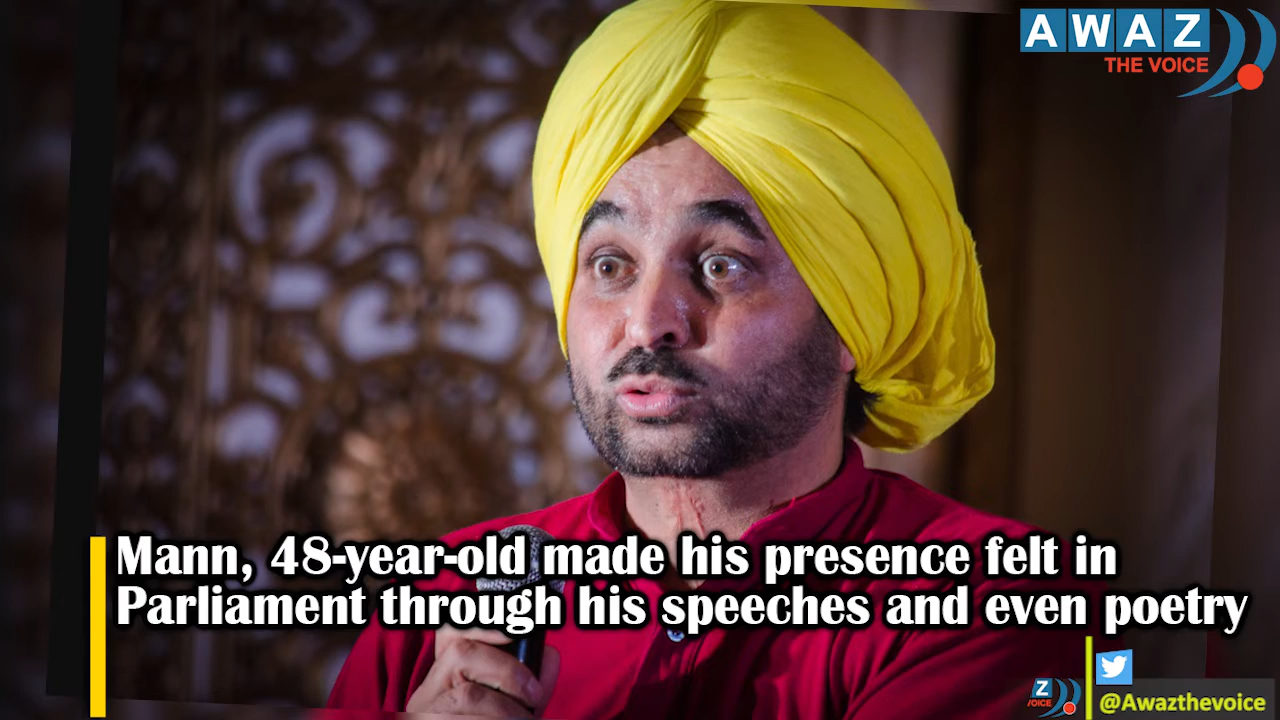 AWAZ
THE VOICE
Mann, 48-year-old made his presence felt in
Parliament through his speeches and even poetry
Z
VOICE
@Awazthevoice